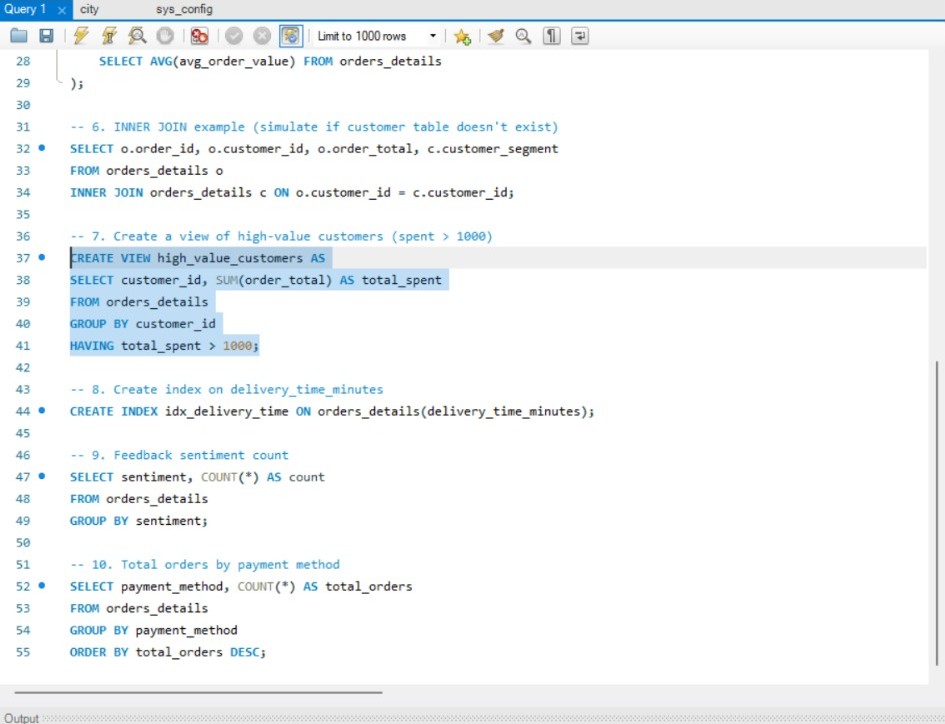 Query 1 city sys_config
Limit to 1000 rows
28 SELECT AVG(avg_order_value) FROM orders_details
29 );
30
31 -- 6. INNER JOIN example (simulate if customer table doesn't exist)
32 SELECT o.order_id, o.customer_id, o.order_total, c.customer_segment
33 FROM orders_details o
34 INNER JOIN orders_details c ON o.customer_id = c.customer_id;
35
36 -- 7. Create a view of high-value customers (spent > 1000)
37 CREATE VIEW high_value_customers AS
38 SELECT customer_id, SUM(order_total) AS total_spent
39 FROM orders_details
40 GROUP BY customer_id
41 HAVING total_spent > 1000;
42
43 -- 8. Create index on delivery_time_minutes
44 CREATE INDEX idx_delivery_time ON orders_details(delivery_time_minutes);
45
46 -- 9. Feedback sentiment count
47 SELECT sentiment, COUNT(*) AS count
48 FROM orders_details
49 GROUP BY sentiment;
50
51 -- 10. Total orders by payment method
52 SELECT payment_method, COUNT(*) AS total_orders
53 FROM orders_details
54 GROUP BY payment_method
55 ORDER BY total_orders DESC;
Output